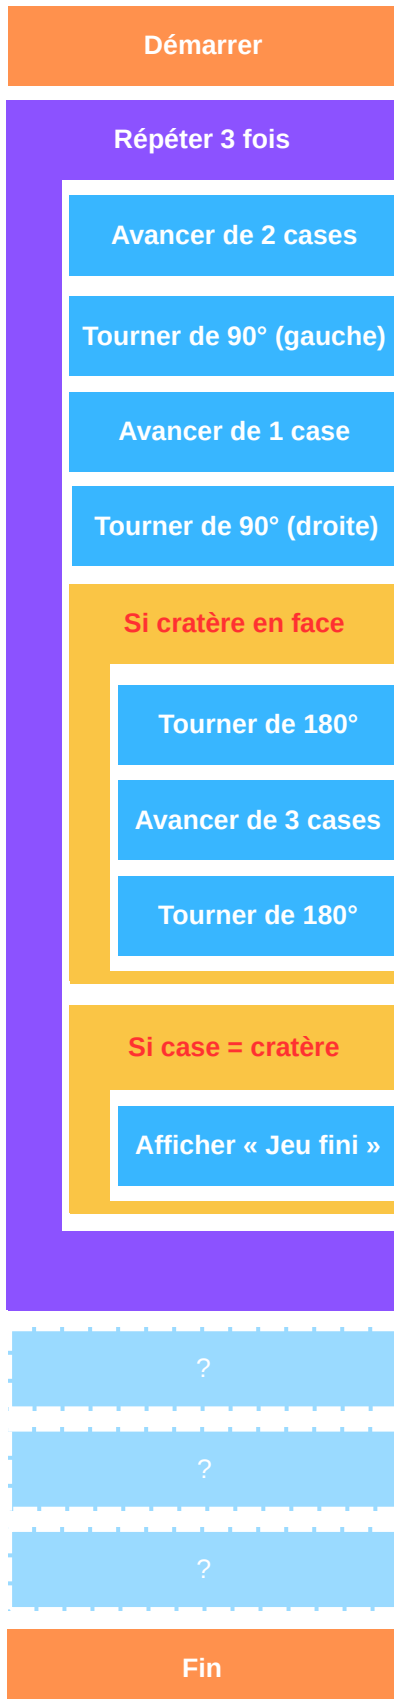 Démarrer
Répéter 3 fois
Avancer de 2 cases
Tourner de 90° (gauche)
Avancer de 1 case
Tourner de 90° (droite)
Si cratère en face
Tourner de 180°
Avancer de 3 cases
Tourner de 180°
Si case = cratère
Afficher « Jeu fini »
?
?
?
Fin